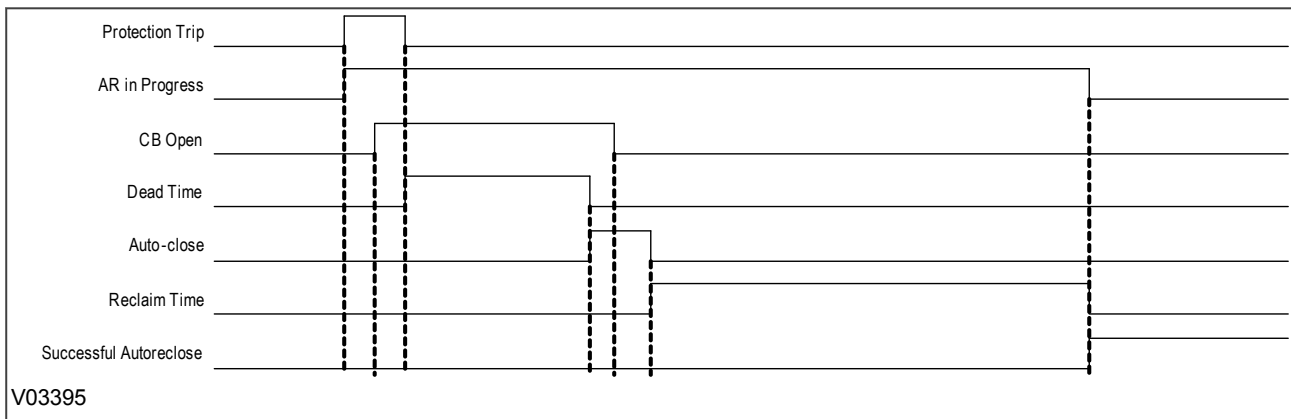 Protection Trip
AR in Progress
CB Open
Dead Time
Auto-close
Reclaim Time
Successful Autoreclose
V03395